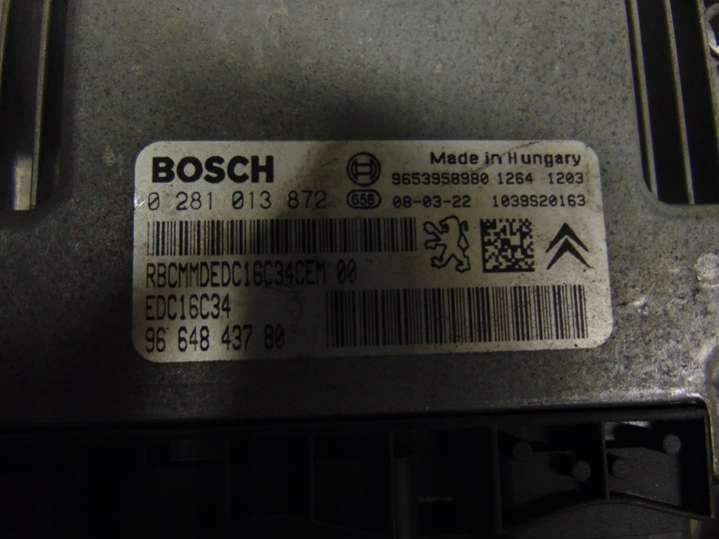 BOSCH
Made in Hungary
9653958980 1264 1203
0 281 013 872 656 08-03-22 1039S20163
RBCMMDEDC16C34CEM 00
EDC16C34
96 648 437 80